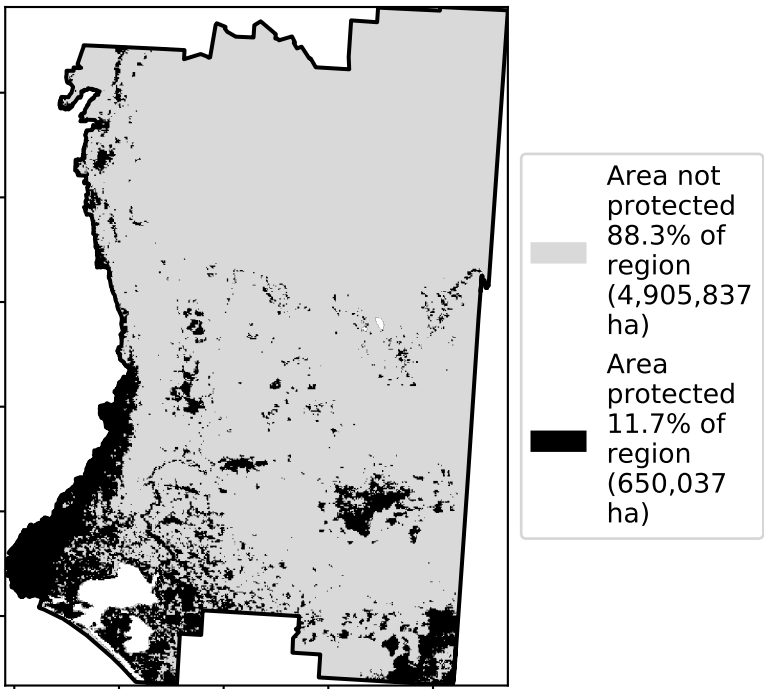 Area not
protected
88.3% of
region
(4,905,837
ha)
Area
protected
11.7% of
region
(650,037
ha)